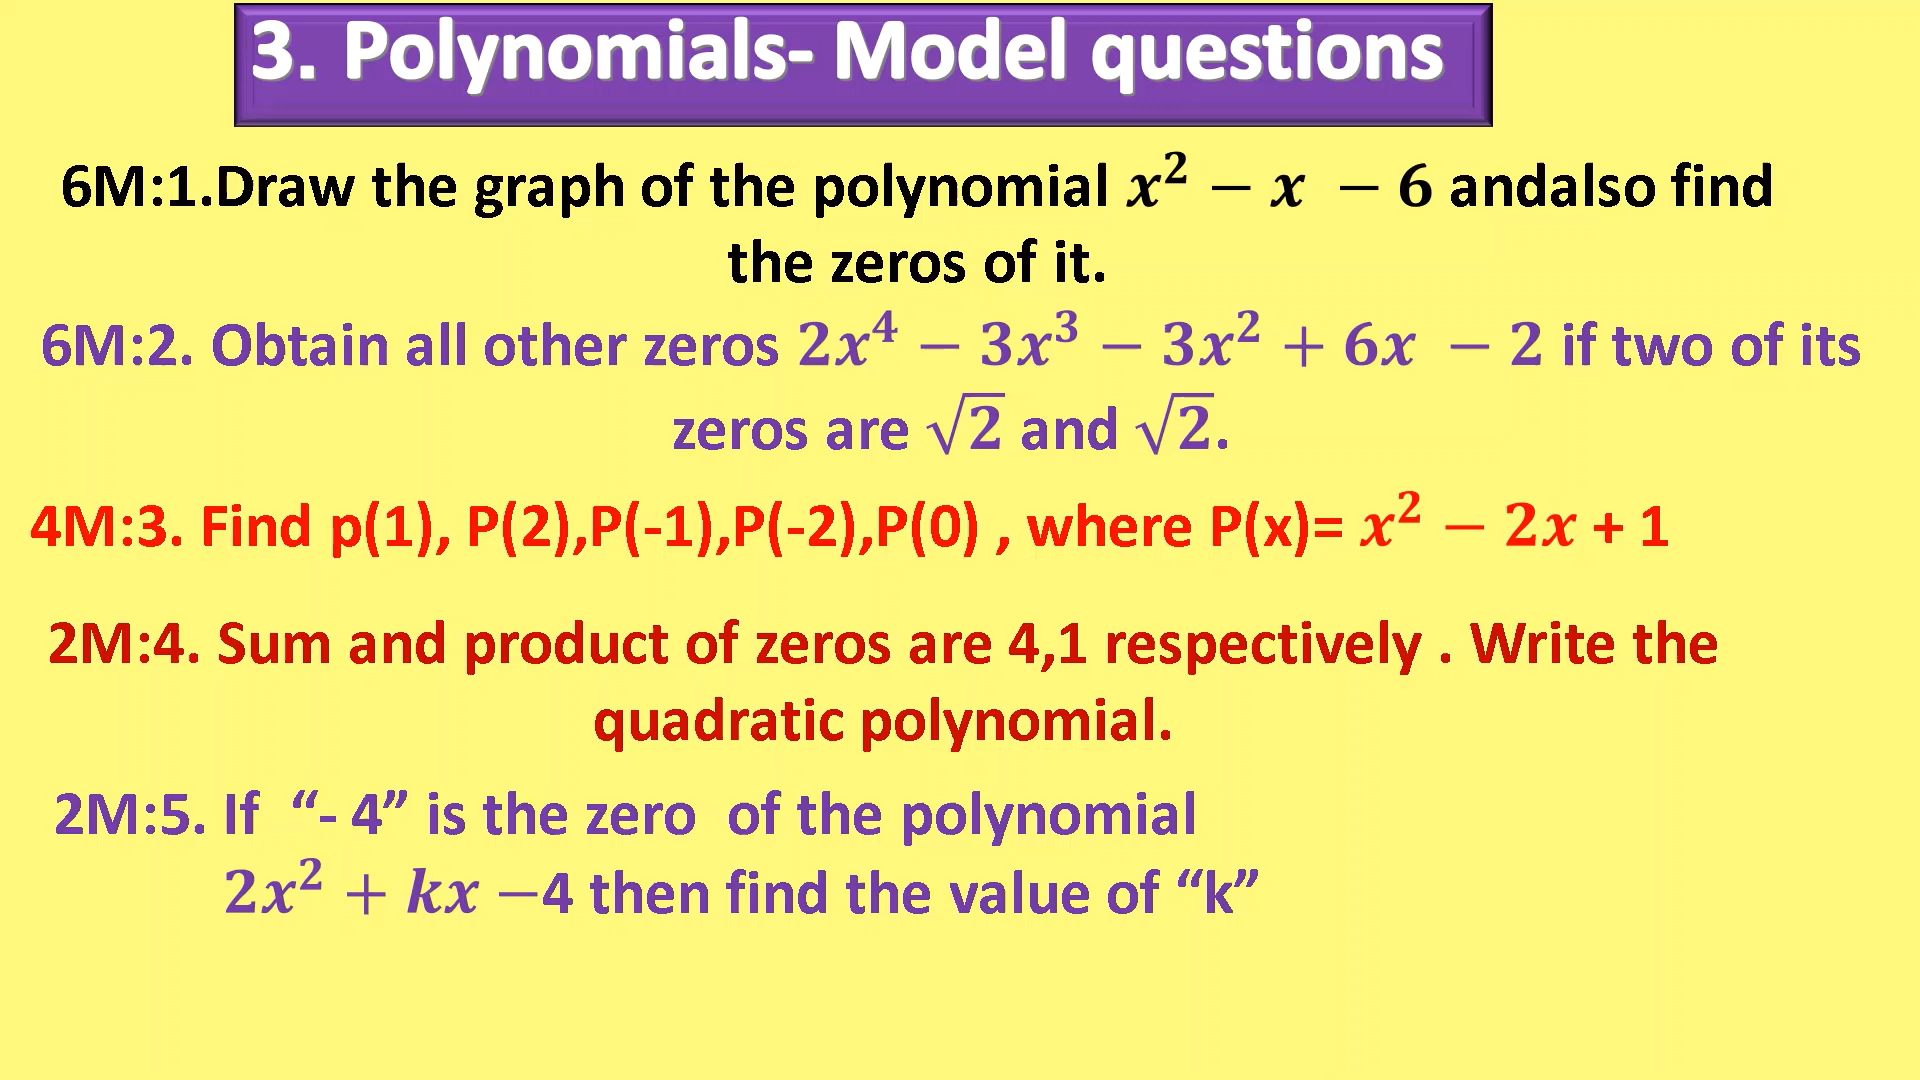 3. Polynomials- Model questions
6M:1.Draw the graph of the polynomial 𝒙² − 𝒙 − 𝟔 andalso find
the zeros of it.
6M:2. Obtain all other zeros 𝟐𝒙⁴ − 𝟑𝒙³ − 𝟑𝒙² + 𝟔𝒙 − 𝟐 if two of its
zeros are √𝟐 and √𝟐.
4M:3. Find p(1), P(2),P(-1),P(-2),P(0) , where P(x)= 𝒙² − 𝟐𝒙 + 1
2M:4. Sum and product of zeros are 4,1 respectively . Write the
quadratic polynomial.
2M:5. If “- 4” is the zero of the polynomial
𝟐𝒙² + 𝒌𝒙 −4 then find the value of “k”